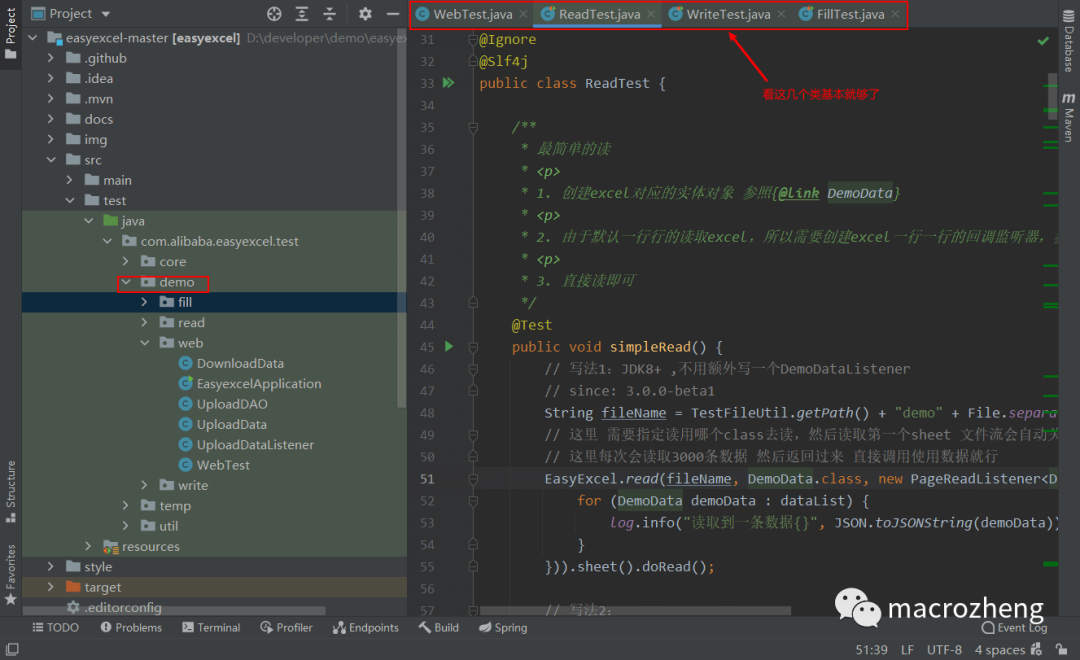 Project
WebTest.java
ReadTest.java
WriteTest.java
FillTest.java
Project
Structure
Favorites
Database
m
Maven
easyexcel-master [easyexcel] D:\developer\demo\easyex
.github
.idea
.mvn
docs
img
src
main
test
java
com.alibaba.easyexcel.test
core
demo
fill
read
web
DownloadData
EasyexcelApplication
UploadDAO
UploadData
UploadDataListener
WebTest
write
temp
util
resources
style
target
.editorconfig
看这几个类基本就够了
31 @Ignore
32 @Slf4j
33 public class ReadTest {
34
35 /**
36 * 最简单的读
37 * <p>
38 * 1. 创建excel对应的实体对象 参照{@link DemoData}
39 * <p>
40 * 2. 由于默认一行行的读取excel，所以需要创建excel一行一行的回调监听器，
41 * <p>
42 * 3. 直接读即可
43 */
44 @Test
45 public void simpleRead() {
46 // 写法1：JDK8+ ,不用额外写一个DemoDataListener
47 // since: 3.0.0-beta1
48 String fileName = TestFileUtil.getPath() + "demo" + File.separa
49 // 这里 需要指定读用哪个class去读，然后读取第一个sheet 文件流会自动关
50 // 这里每次会读取3000条数据 然后返回过来 直接调用使用数据就行
51 EasyExcel.read(fileName, DemoData.class, new PageReadListener<D
52 for (DemoData demoData : dataList) {
53 log.info("读取到一条数据{}", JSON.toJSONString(demoData))
54 }
55 })).sheet().doRead();
56
57 // 写法2：
macrozheng
TODO
Problems
Terminal
Profiler
Endpoints
Build
Spring
Event Log
51:39 LF UTF-8 4 spaces